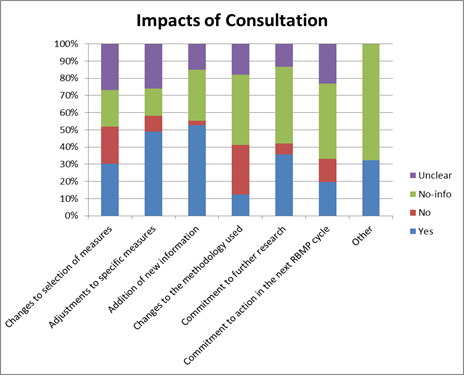 Impacts of Consultation
100%
90%
80%
70%
60%
50%
40%
30%
20%
10%
0%
Unclear
No-info
No
Yes
Changes to selection of measures
Adjustments to specific measures
Addition of new information
Changes to the methodology used
Commitment to further research
Commitment to action in the next RBMP cycle
Other